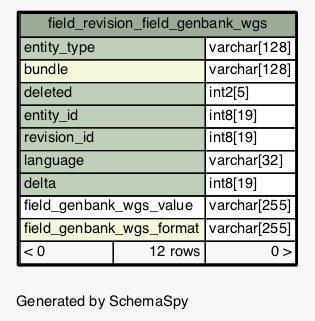 field_revision_field_genbank_wgs
entity_type varchar[128]
bundle varchar[128]
deleted int2[5]
entity_id int8[19]
revision_id int8[19]
language varchar[32]
delta int8[19]
field_genbank_wgs_value varchar[255]
field_genbank_wgs_format varchar[255]
< 0 12 rows 0 >
Generated by SchemaSpy